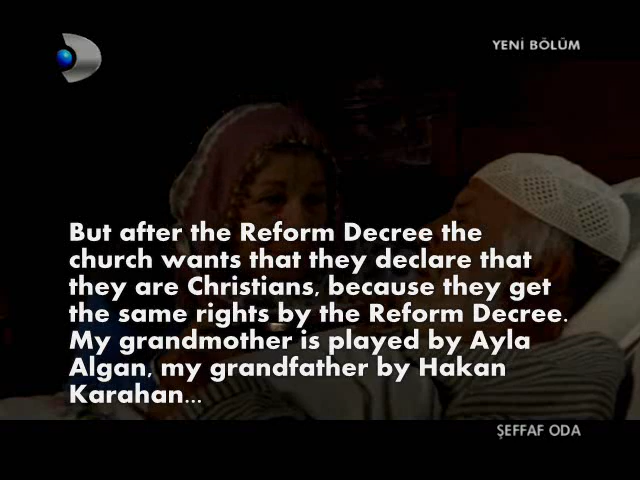 YENİ BÖLÜM
But after the Reform Decree the
church wants that they declare that
they are Christians, because they get
the same rights by the Reform Decree.
My grandmother is played by Ayla
Algan, my grandfather by Hakan
Karahan...
ŞEFFAF ODA